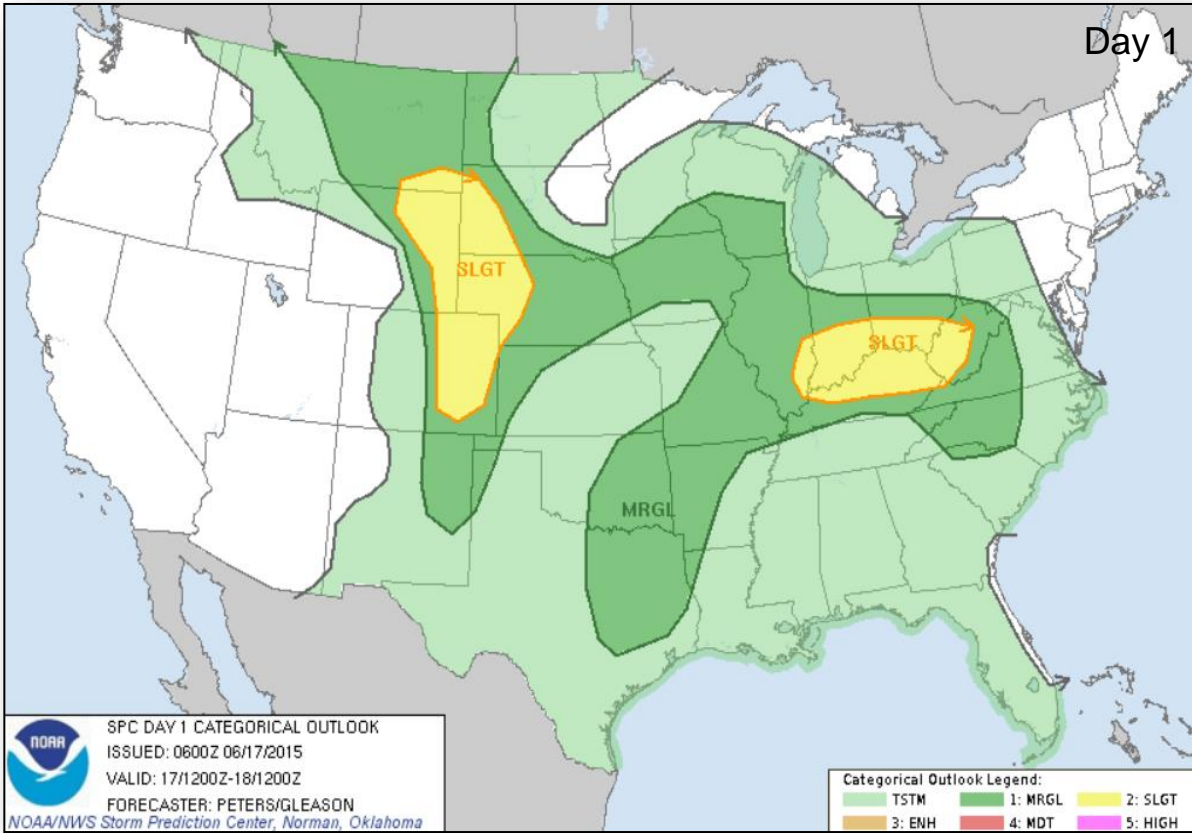 Day 1
SLGT
SLGT
MRGL
NOAA
SPC DAY 1 CATEGORICAL OUTLOOK
ISSUED: 0600Z 06/17/2015
VALID: 17/1200Z-18/1200Z
FORECASTER: PETERS/GLEASON
NOAA/NWS Storm Prediction Center, Norman, Oklahoma
Categorical Outlook Legend:
TSTM 1: MRGL 2: SLGT
3: ENH 4: MDT 5: HIGH